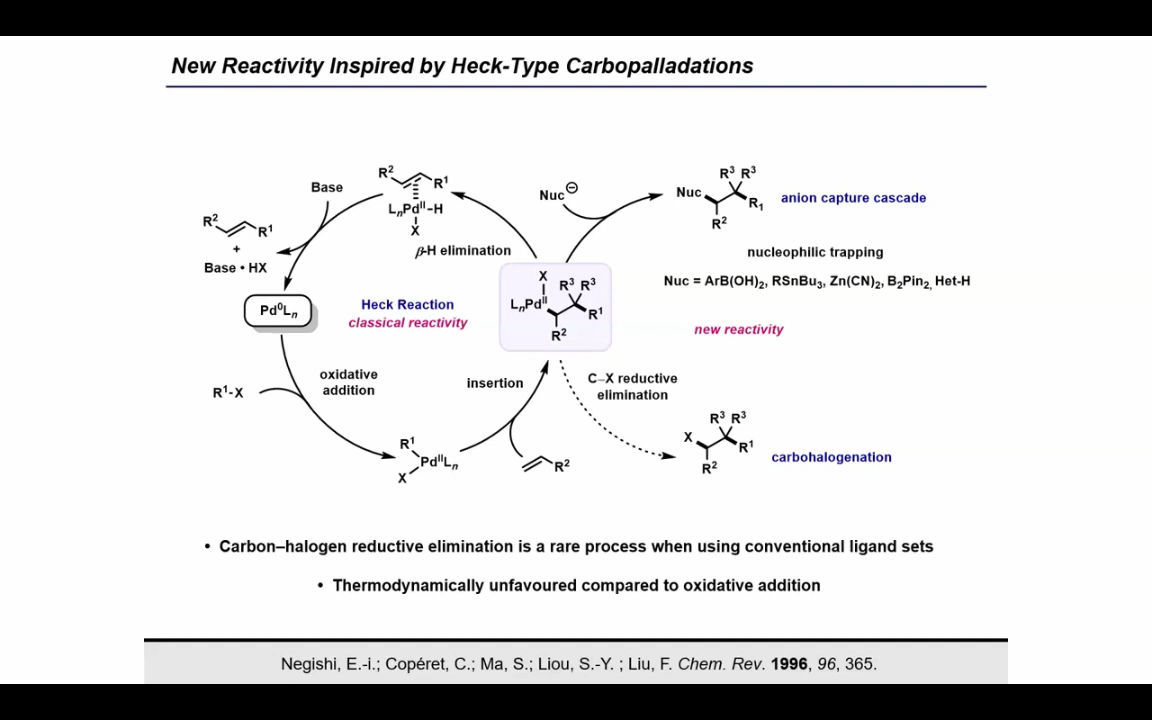 New Reactivity Inspired by Heck-Type Carbopalladations
R² R¹
LₙPdᴵᴵ-H
X
Base
R² R¹
+
Base • HX
β-H elimination
Pd⁰Lₙ
Heck Reaction
classical reactivity
Nuc⊖
R³ R³
Nuc R₁
R²
anion capture cascade
nucleophilic trapping
Nuc = ArB(OH)₂, RSnBu₃, Zn(CN)₂, B₂Pin₂, Het-H
new reactivity
X R³ R³
LₙPdᴵᴵ R¹
R²
oxidative
addition
R¹-X
insertion
C–X reductive
elimination
R¹
PdᴵᴵLₙ
X
R²
R³ R³
X R¹
R²
carbohalogenation
• Carbon–halogen reductive elimination is a rare process when using conventional ligand sets
• Thermodynamically unfavoured compared to oxidative addition
Negishi, E.-i.; Copéret, C.; Ma, S.; Liou, S.-Y. ; Liu, F. Chem. Rev. 1996, 96, 365.